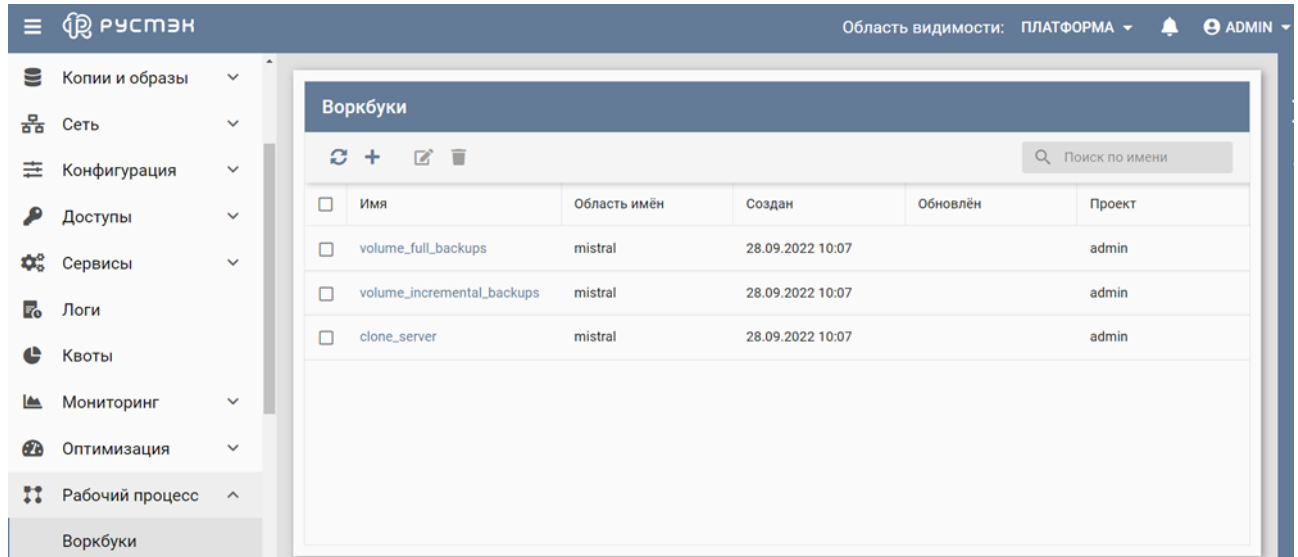 РУСТЭК
Область видимости: ПЛАТФОРМА
ADMIN
Копии и образы
Сеть
Конфигурация
Доступы
Сервисы
Логи
Квоты
Мониторинг
Оптимизация
Рабочий процесс
Воркбуки
Воркбуки
Поиск по имени
Имя Область имён Создан Обновлён Проект
volume_full_backups mistral 28.09.2022 10:07 admin
volume_incremental_backups mistral 28.09.2022 10:07 admin
clone_server mistral 28.09.2022 10:07 admin